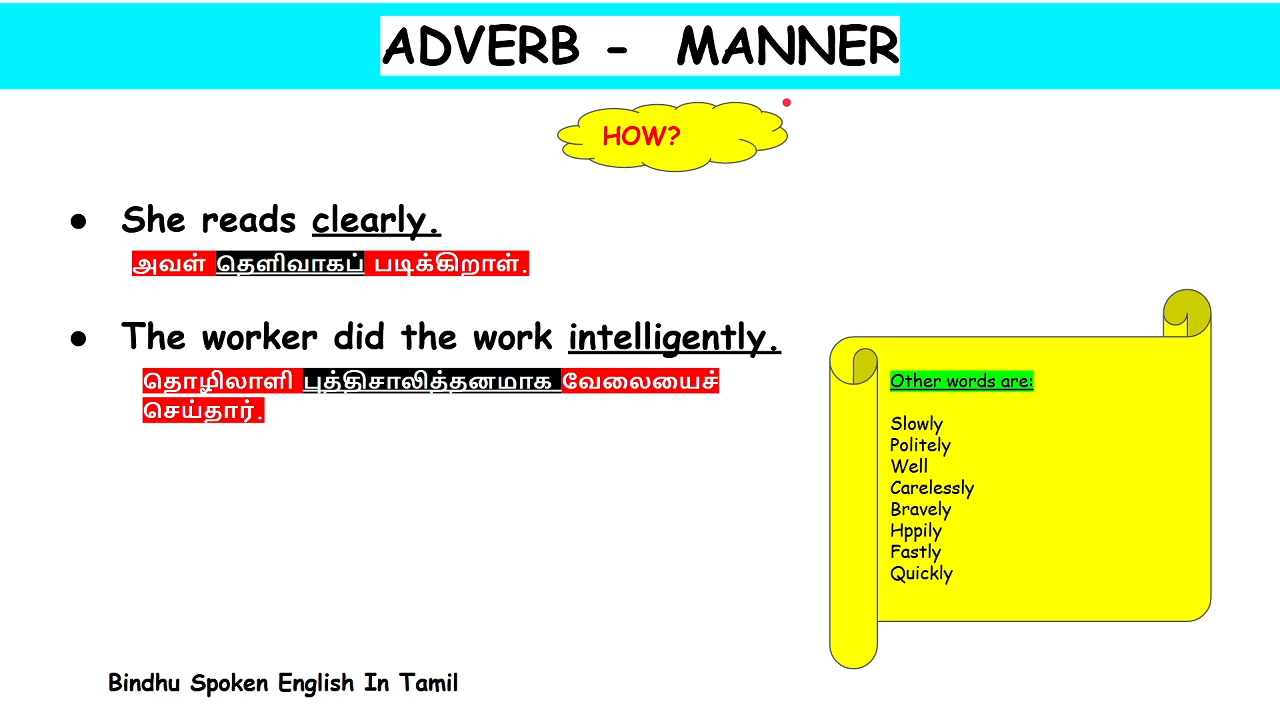 ADVERB - MANNER
HOW?
● She reads clearly.
அவள் தெளிவாகப் படிக்கிறாள்.
● The worker did the work intelligently.
தொழிலாளி புத்திசாலித்தனமாக வேலையைச்
செய்தார்.
Other words are:
Slowly
Politely
Well
Carelessly
Bravely
Hppily
Fastly
Quickly
Bindhu Spoken English In Tamil